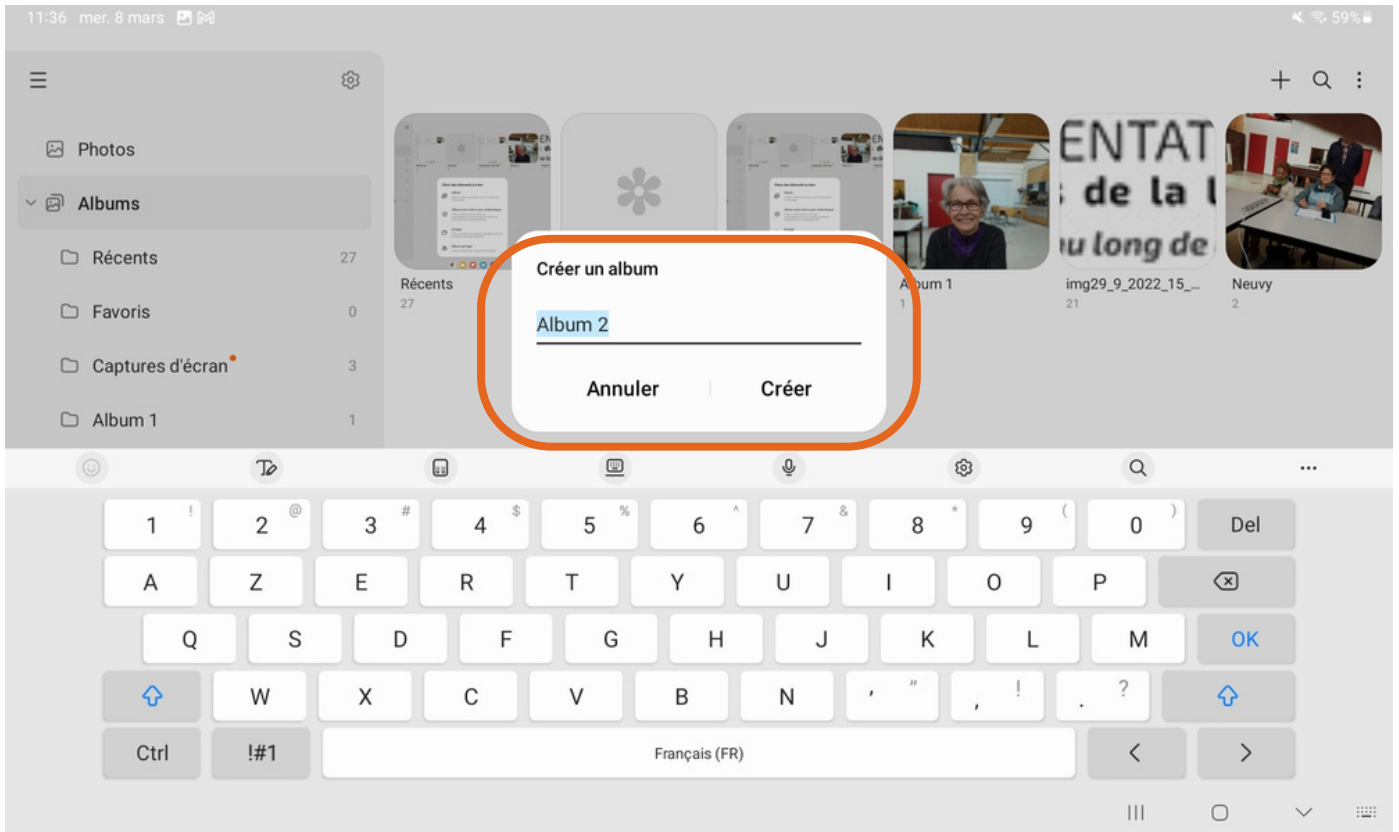 11:36 mer. 8 mars
59%
Photos
Albums
Récents 27
Favoris 0
Captures d'écran 3
Album 1 1
ENTAT
de la l
u long de
Récents
27
Album 1
1
img29_9_2022_15_...
21
Neuvy
2
Créer un album
Album 2
Annuler
Créer
1 ! 2 @ 3 # 4 $ 5 % 6 ^ 7 & 8 * 9 ( 0 ) Del
A Z E R T Y U I O P
Q S D F G H J K L M OK
W X C V B N ' " , ! . ?
Ctrl !#1 Français (FR) < >